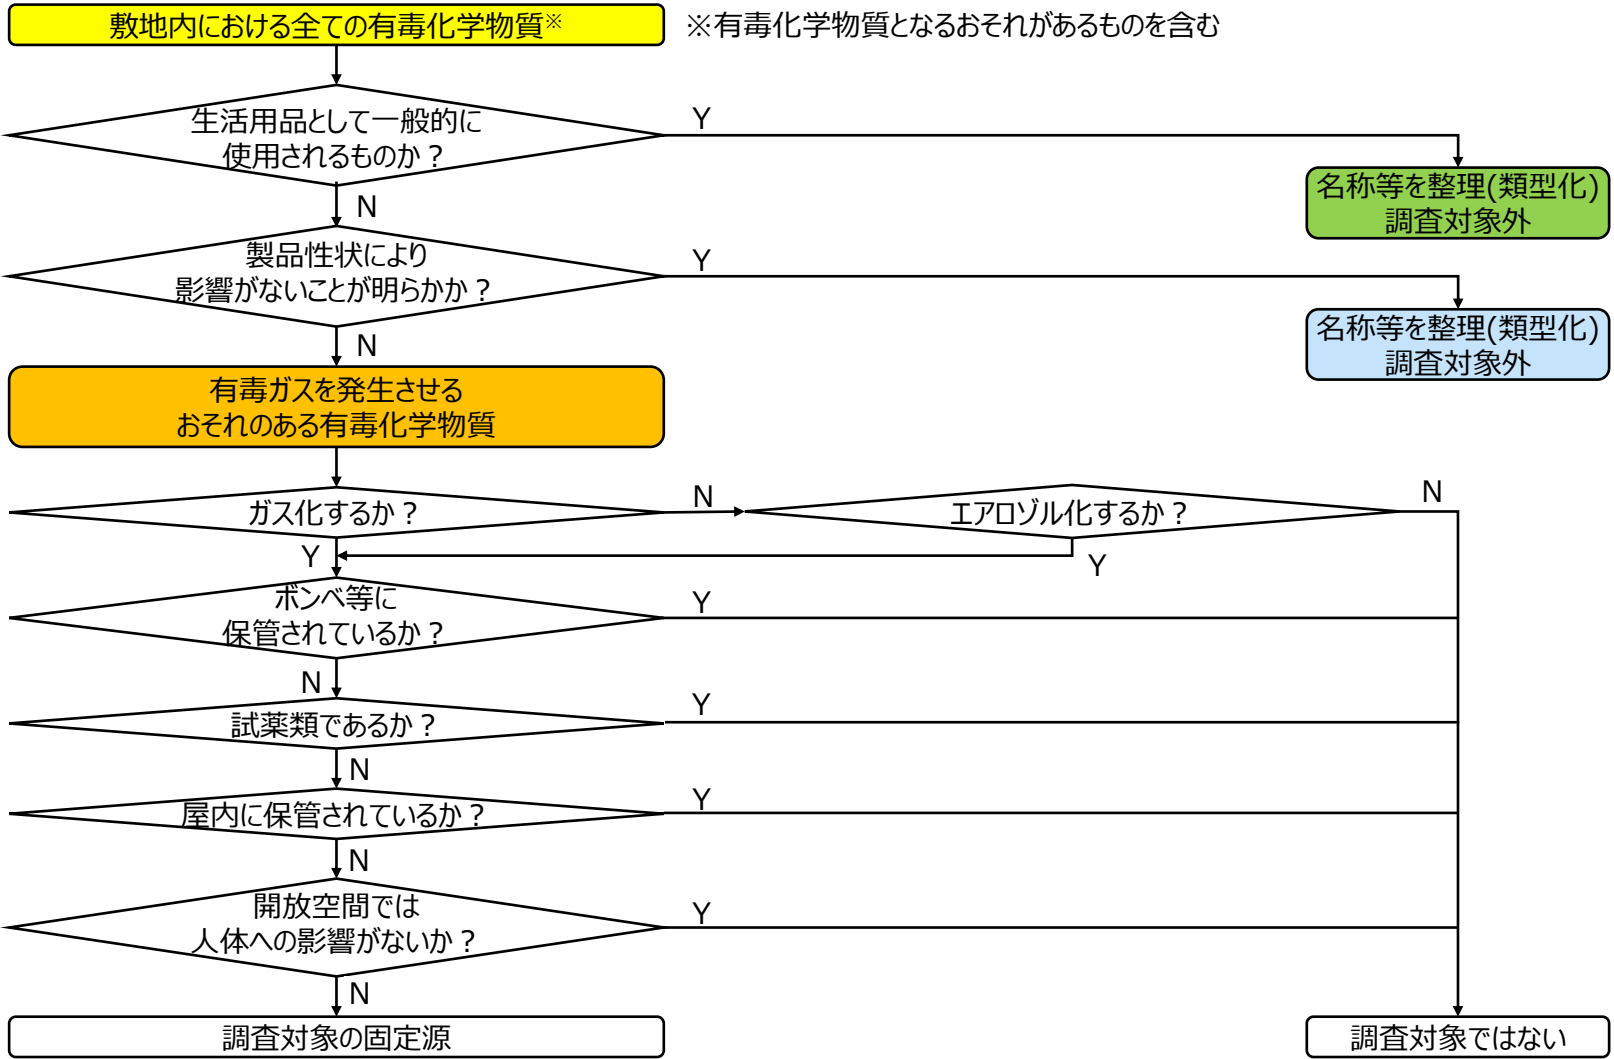 敷地内における全ての有毒化学物質※
※有毒化学物質となるおそれがあるものを含む
生活用品として一般的に
使用されるものか？
Y
N
名称等を整理(類型化)
調査対象外
製品性状により
影響がないことが明らかか？
Y
N
名称等を整理(類型化)
調査対象外
有毒ガスを発生させる
おそれのある有毒化学物質
ガス化するか？
N
Y
エアロゾル化するか？
N
Y
ボンベ等に
保管されているか？
Y
N
試薬類であるか？
Y
N
屋内に保管されているか？
Y
N
開放空間では
人体への影響がないか？
Y
N
調査対象の固定源
調査対象ではない